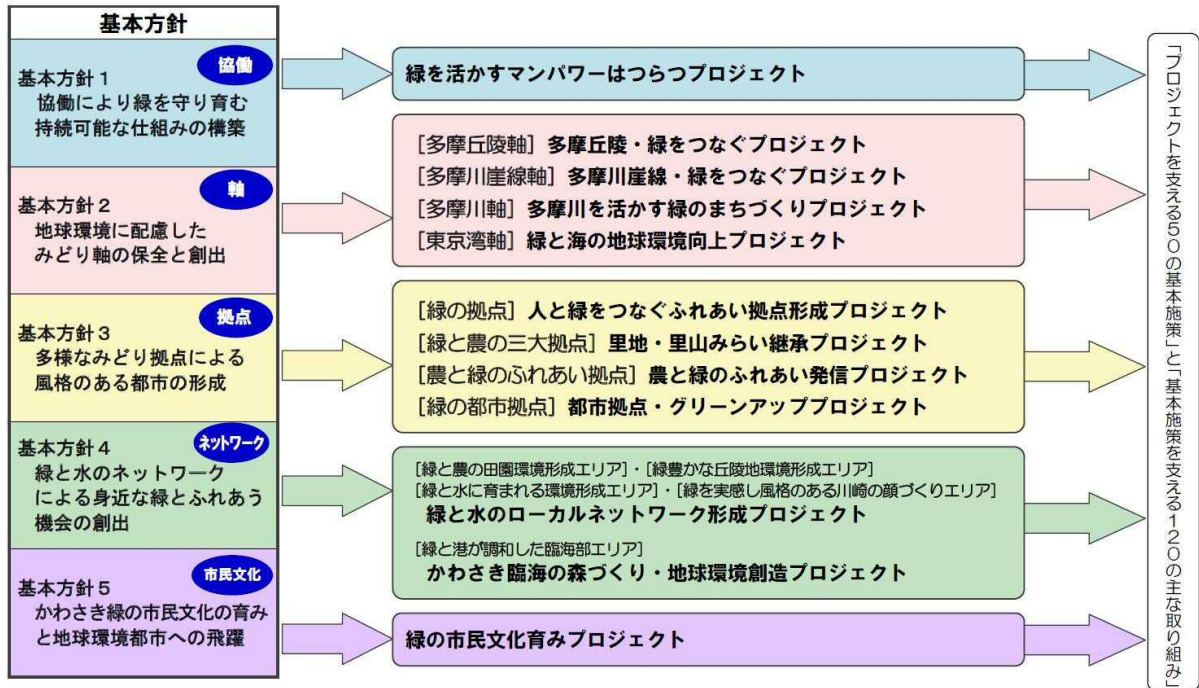 基本方針
協働
基本方針1
協働により緑を守り育む
持続可能な仕組みの構築
緑を活かすマンパワーはつらつプロジェクト
軸
基本方針2
地球環境に配慮した
みどり軸の保全と創出
[多摩丘陵軸] 多摩丘陵・緑をつなぐプロジェクト
[多摩川崖線軸] 多摩川崖線・緑をつなぐプロジェクト
[多摩川軸] 多摩川を活かす緑のまちづくりプロジェクト
[東京湾軸] 緑と海の地球環境向上プロジェクト
拠点
基本方針3
多様なみどり拠点による
風格のある都市の形成
[緑の拠点] 人と緑をつなぐふれあい拠点形成プロジェクト
[緑と農の三大拠点] 里地・里山みらい継承プロジェクト
[農と緑のふれあい拠点] 農と緑のふれあい発信プロジェクト
[緑の都市拠点] 都市拠点・グリーンアッププロジェクト
ネットワーク
基本方針4
緑と水のネットワーク
による身近な緑とふれあう
機会の創出
[緑と農の田園環境形成エリア]・[緑豊かな丘陵地環境形成エリア]
[緑と水に育まれる環境形成エリア]・[緑を実感し風格のある川崎の顔づくりエリア]
緑と水のローカルネットワーク形成プロジェクト
[緑と港が調和した臨海部エリア]
かわさき臨海の森づくり・地球環境創造プロジェクト
市民文化
基本方針5
かわさき緑の市民文化の育み
と地球環境都市への飛躍
緑の市民文化育みプロジェクト
「プロジェクトを支える50の基本施策」と「基本施策を支える120の主な取り組み」